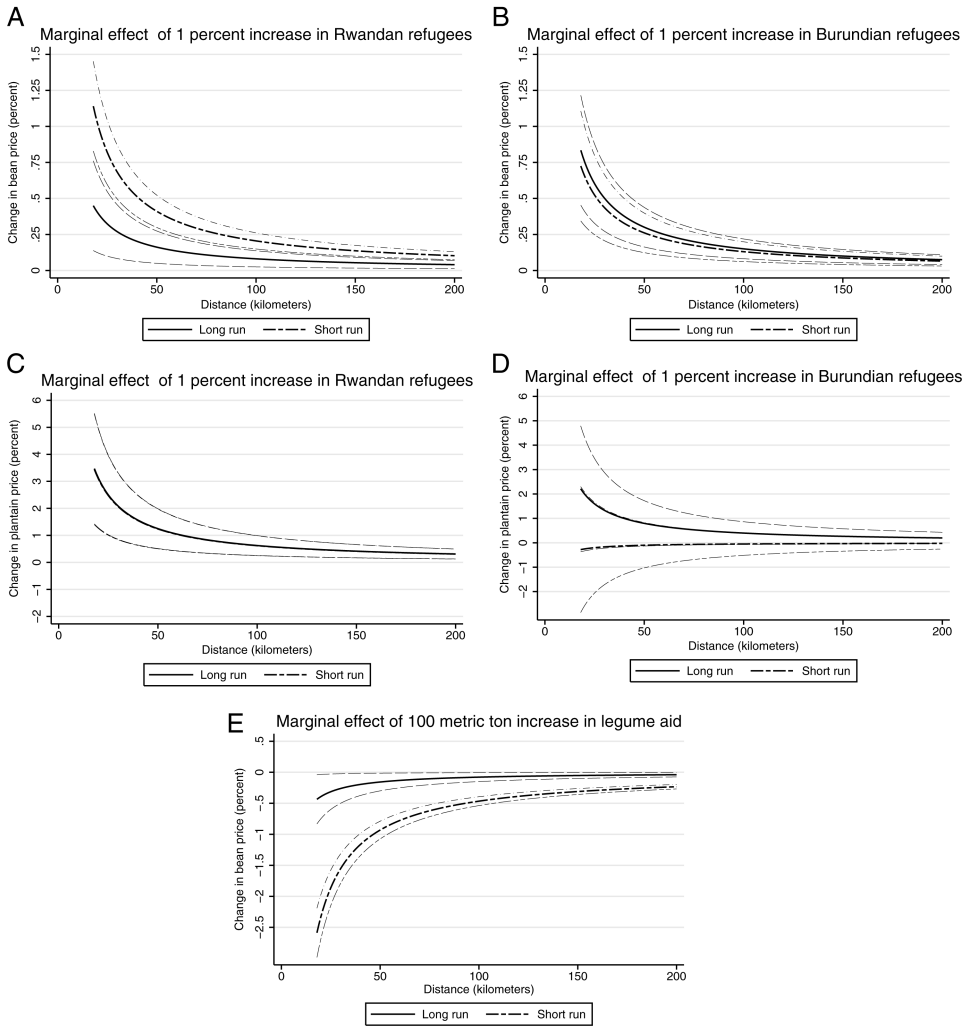 A
Marginal effect of 1 percent increase in Rwandan refugees
Change in bean price (percent)
1.5
1.25
1
.75
.5
.25
0
0 50 100 150 200
Distance (kilometers)
Long run Short run
B
Marginal effect of 1 percent increase in Burundian refugees
Change in bean price (percent)
1.5
1.25
1
.75
.5
.25
0
0 50 100 150 200
Distance (kilometers)
Long run Short run
C
Marginal effect of 1 percent increase in Rwandan refugees
Change in plantain price (percent)
6
5
4
3
2
1
0
−1
−2
0 50 100 150 200
Distance (kilometers)
Long run Short run
D
Marginal effect of 1 percent increase in Burundian refugees
Change in plantain price (percent)
6
5
4
3
2
1
0
−1
−2
0 50 100 150 200
Distance (kilometers)
Long run Short run
E
Marginal effect of 100 metric ton increase in legume aid
Change in bean price (percent)
.5
0
−.5
−1
−1.5
−2
−2.5
0 50 100 150 200
Distance (kilometers)
Long run Short run